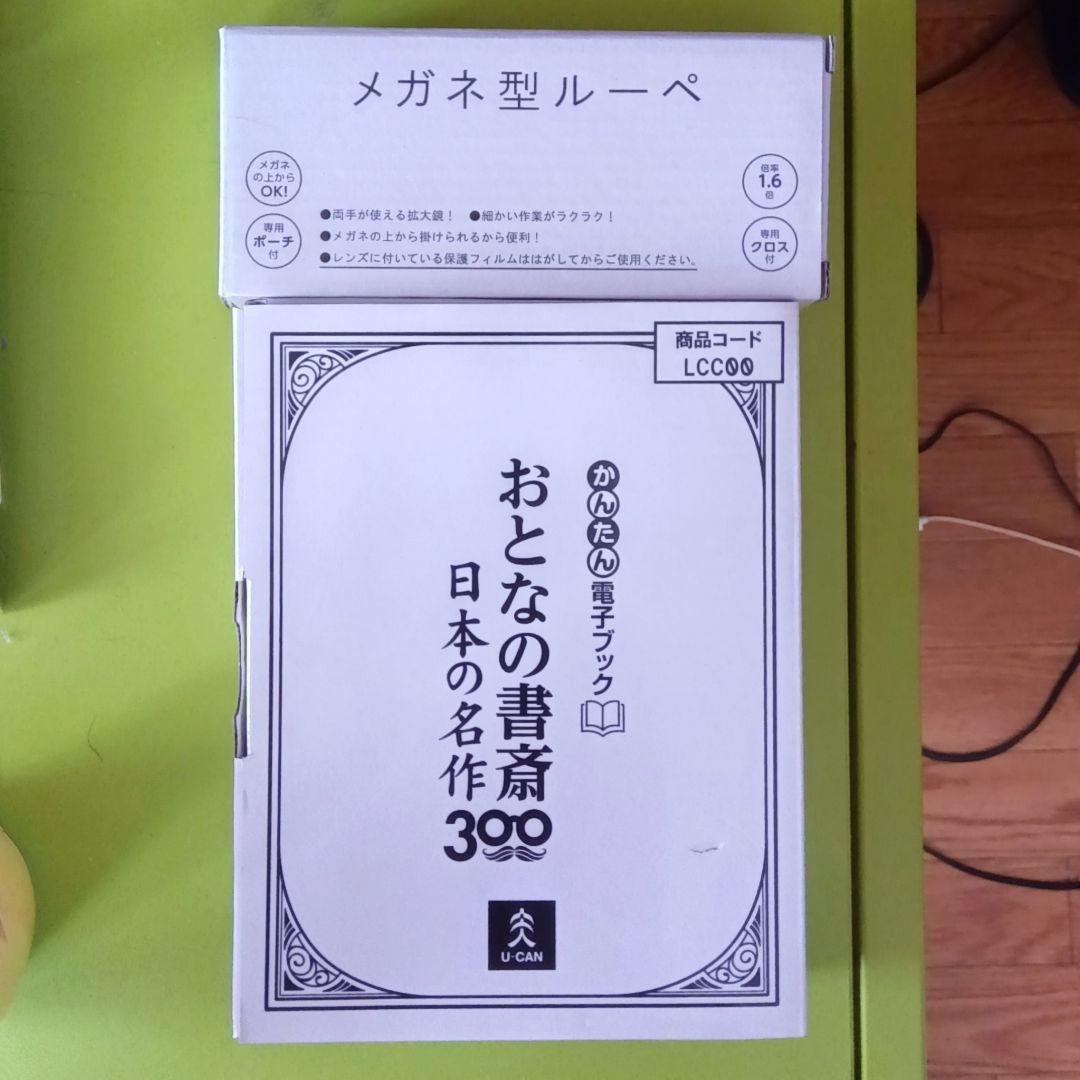 メガネ型ルーペ
メガネ
の上から
OK!
専用
ポーチ
付
●両手が使える拡大鏡! ●細かい作業がラクラク!
●メガネの上から掛けられるから便利!
●レンズに付いている保護フィルムははがしてからご使用ください。
倍率
1.6
倍
専用
クロス
付
商品コード
LCC00
かんたん電子ブック
おとなの書斎
日本の名作
300
U-CAN